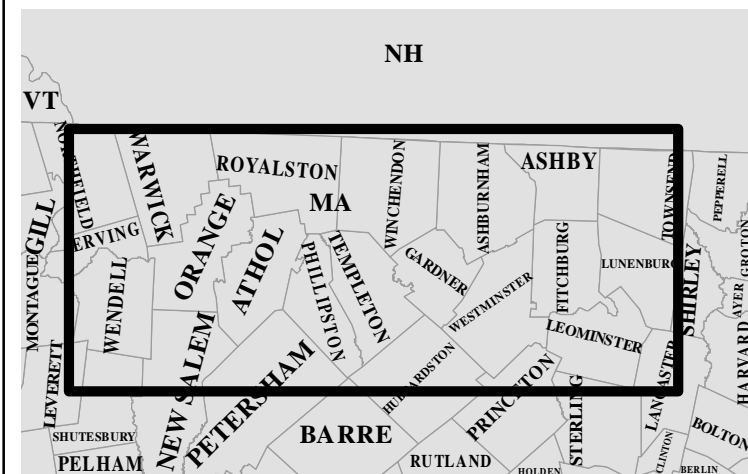 NH
VT
NORTHFIELD
WARWICK
ROYALSTON
WINCHENDON
ASHBURNHAM
ASHBY
TOWNSEND
PEPPERELL
MA
GILL
ERVING
ORANGE
ATHOL
PHILLIPSTON
TEMPLETON
GARDNER
WESTMINSTER
FITCHBURG
LUNENBURG
SHIRLEY
GROTON
AYER
MONTAGUE
WENDELL
LEOMINSTER
HARVARD
LEVERETT
NEW SALEM
PETERSHAM
HUBBARDSTON
PRINCETON
LANCASTER
STERLING
BOLTON
SHUTESBURY
BARRE
PELHAM
RUTLAND
HOLDEN
CLINTON
BERLIN